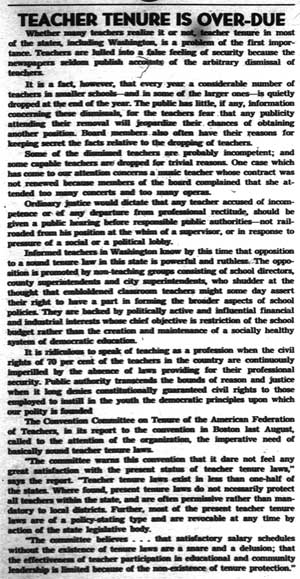 TEACHER TENURE IS OVER-DUE
Whether many teachers realize it or not, teacher tenure in most
of the states, including Washington, is a problem of the first impor-
tance. Teachers are lulled into a false feeling of security because the
newspapers seldom publish accounts of the arbitrary dismissal of
teachers.
It is a fact, however, that every year a considerable number of
teachers in smaller schools—and in some of the larger ones—is quietly
dropped at the end of the year. The public has little, if any, information
concerning these dismissals, for the teachers fear that any publicity
attending their removal will jeopardize their chances of obtaining
another position. Board members also often have their reasons for
keeping secret the facts relative to the dropping of teachers.
Some of the dismissed teachers are probably incompetent; and
some capable teachers are dropped for trivial reasons. One case which
has come to our attention concerns a music teacher whose contract was
not renewed because members of the board complained that she at-
tended too many concerts and too many operas.
Ordinary justice would dictate that any teacher accused of incom-
petence or of any departure from professional rectitude, should be
given a public hearing before responsible public authorities—not rail-
roaded from his position at the whim of a supervisor, or in response to
pressure of a social or a political lobby.
Informed teachers in Washington know by this time that opposition
to a sound tenure law in this state is powerful and ruthless. The oppo-
sition is promoted by non-teaching groups consisting of school directors,
county superintendents and city superintendents, who shudder at the
thought that emboldened classroom teachers might some day assert
their right to have a part in forming the broader aspects of school
policies. They are backed by politically active and influential financial
and industrial interests whose chief objective is restriction of the school
budget rather than the creation and maintenance of a socially healthy
system of democratic education.
It is ridiculous to speak of teaching as a profession when the civil
rights of 70 per cent of the teachers in the country are continuously
imperilled by the absence of laws providing for their professional
security. Public authority transcends the bounds of reason and justice
when it long denies constitutionally guaranteed civil rights to those
employed to instill in the youth the democratic principles upon which
our polity is founded
The Convention Committee on Tenure of the American Federation
of Teachers, in its report to the convention in Boston last August,
called to the attention of the organization, the imperative need of
basically sound teacher tenure laws.
"The committee warns this convention that it dare not feel any
great satisfaction with the present status of teacher tenure laws,"
says the report. "Teacher tenure laws exist in less than one-half of
the states. Where found, present tenure laws do not necessarily protect
all teachers within the state, and are often permissive rather than man-
datory to local districts. Further, most of the present teacher tenure
laws are of a policy-stating type and are revocable at any time by
action of the state legislative body.
"The committee believes . . . that satisfactory salary schedules
without the existence of tenure laws are a snare and a delusion; that
the effectiveness of teacher participation in educational and community
leadership is limited because of the non-existence of tenure protection."